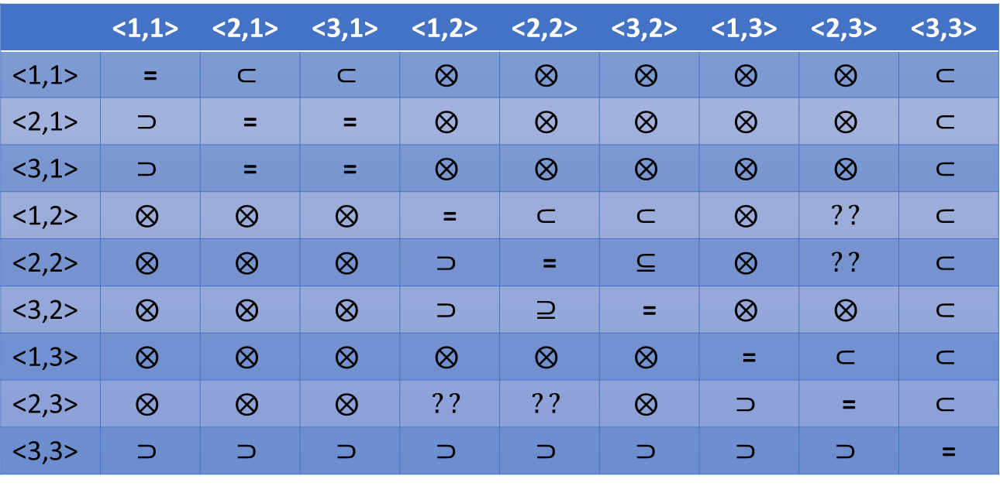 <1,1> <2,1> <3,1> <1,2> <2,2> <3,2> <1,3> <2,3> <3,3>
<1,1> = ⊂ ⊂ ⊗ ⊗ ⊗ ⊗ ⊗ ⊂
<2,1> ⊃ = = ⊗ ⊗ ⊗ ⊗ ⊗ ⊂
<3,1> ⊃ = = ⊗ ⊗ ⊗ ⊗ ⊗ ⊂
<1,2> ⊗ ⊗ ⊗ = ⊂ ⊂ ⊗ ?? ⊂
<2,2> ⊗ ⊗ ⊗ ⊃ = ⊆ ⊗ ?? ⊂
<3,2> ⊗ ⊗ ⊗ ⊃ ⊇ = ⊗ ⊗ ⊂
<1,3> ⊗ ⊗ ⊗ ⊗ ⊗ ⊗ = ⊂ ⊂
<2,3> ⊗ ⊗ ⊗ ?? ?? ⊗ ⊃ = ⊂
<3,3> ⊃ ⊃ ⊃ ⊃ ⊃ ⊃ ⊃ ⊃ =